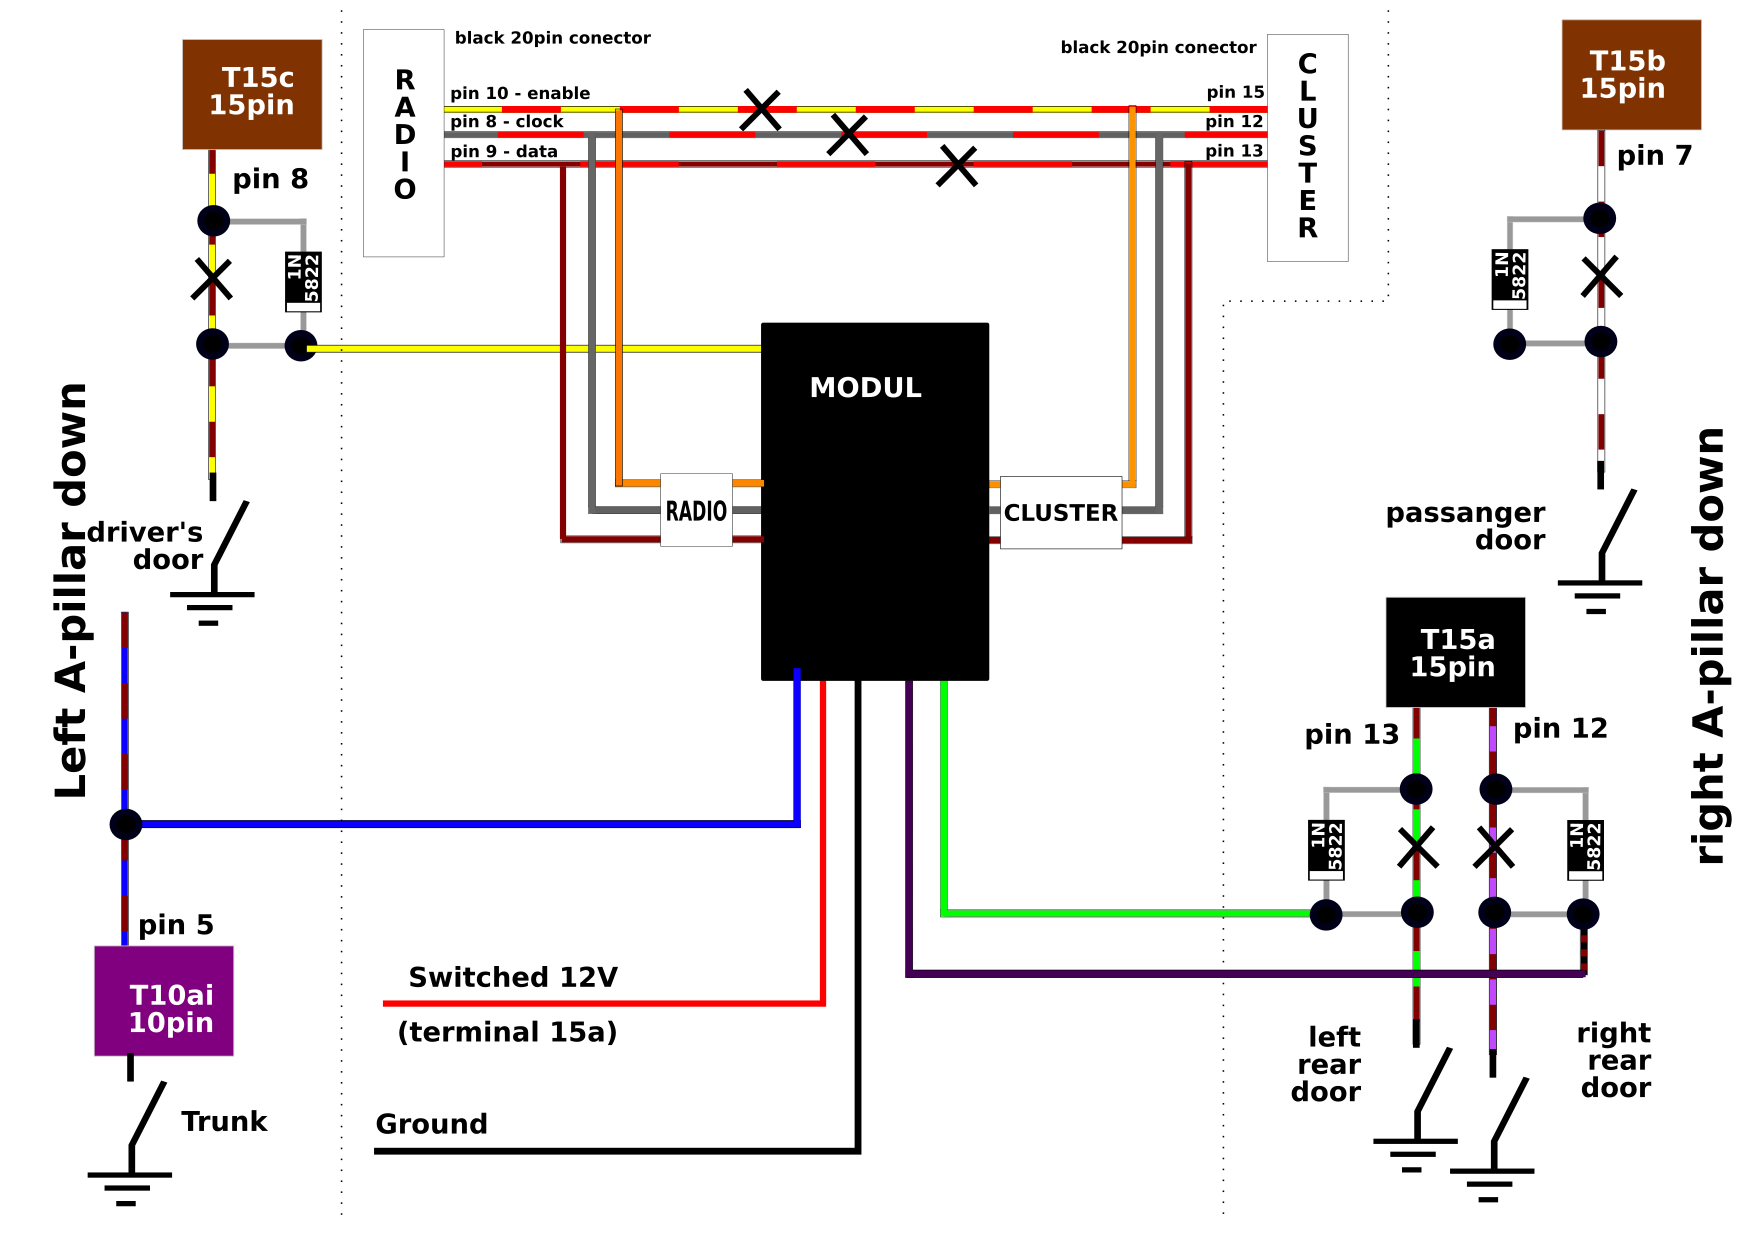 T15c
15pin
pin 8
1N
5822
Left A-pillar down
driver's
door
pin 5
T10ai
10pin
Trunk
R
A
D
I
O
black 20pin conector
pin 10 - enable
pin 8 - clock
pin 9 - data
black 20pin conector
pin 15
pin 12
pin 13
C
L
U
S
T
E
R
MODUL
RADIO
CLUSTER
Switched 12V
(terminal 15a)
Ground
T15b
15pin
pin 7
1N
5822
passanger
door
right A-pillar down
T15a
15pin
pin 13
pin 12
1N
5822
1N
5822
left
rear
door
right
rear
door